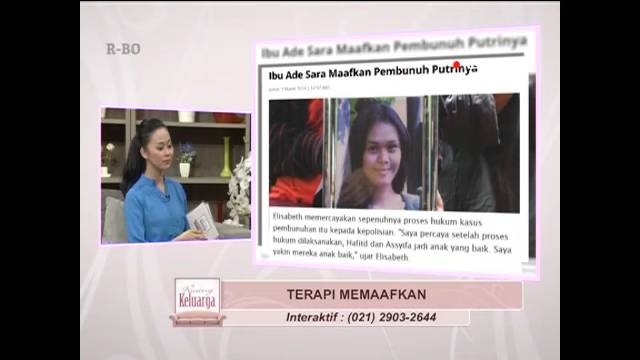 R-BO
Ibu Ade Sara Maafkan Pembunuh Putrinya
Ibu Ade Sara Maafkan Pembunuh Putrinya
Elisabeth memercayakan sepenuhnya proses hukum kasus
pembunuhan itu kepada kepolisian. "Saya percaya setelah proses
hukum dilaksanakan, Hafitd dan Assyifa jadi anak yang baik. Saya
yakin mereka anak baik," ujar Elisabeth.
Ruang
Keluarga
TERAPI MEMAAFKAN
Interaktif : (021) 2903-2644